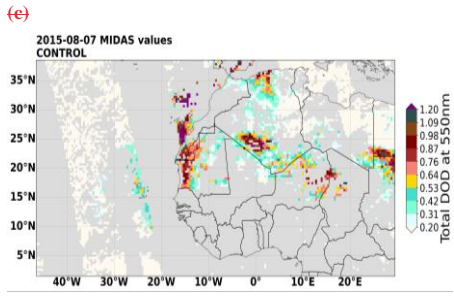 (c)
2015-08-07 MIDAS values
CONTROL
35°N
30°N
25°N
20°N
15°N
10°N
5°N
40°W 30°W 20°W 10°W 0° 10°E 20°E
1.20
1.09
0.98
0.87
0.76
0.64
0.53
0.42
0.31
0.20
Total DOD at 550nm